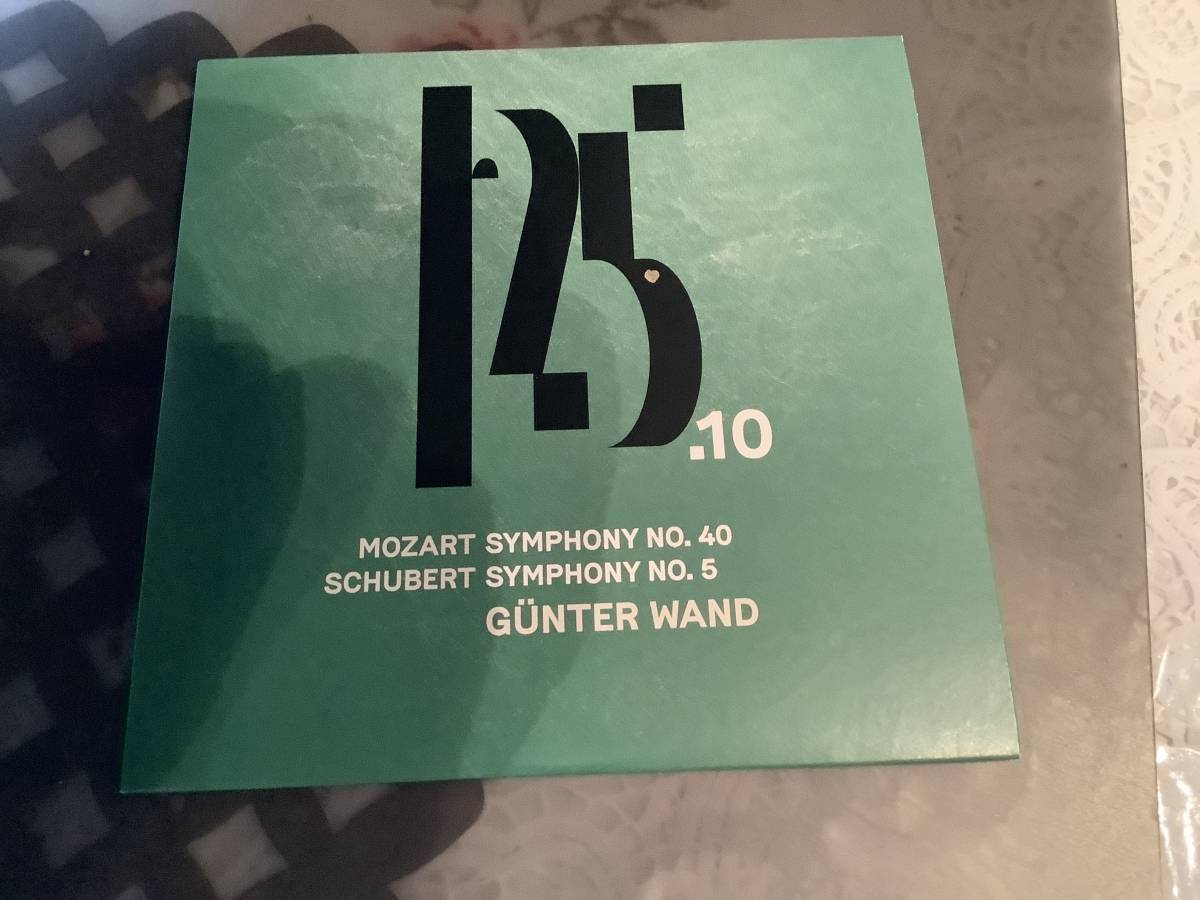 125
.10
MOZART SYMPHONY NO. 40
SCHUBERT SYMPHONY NO. 5
GÜNTER WAND